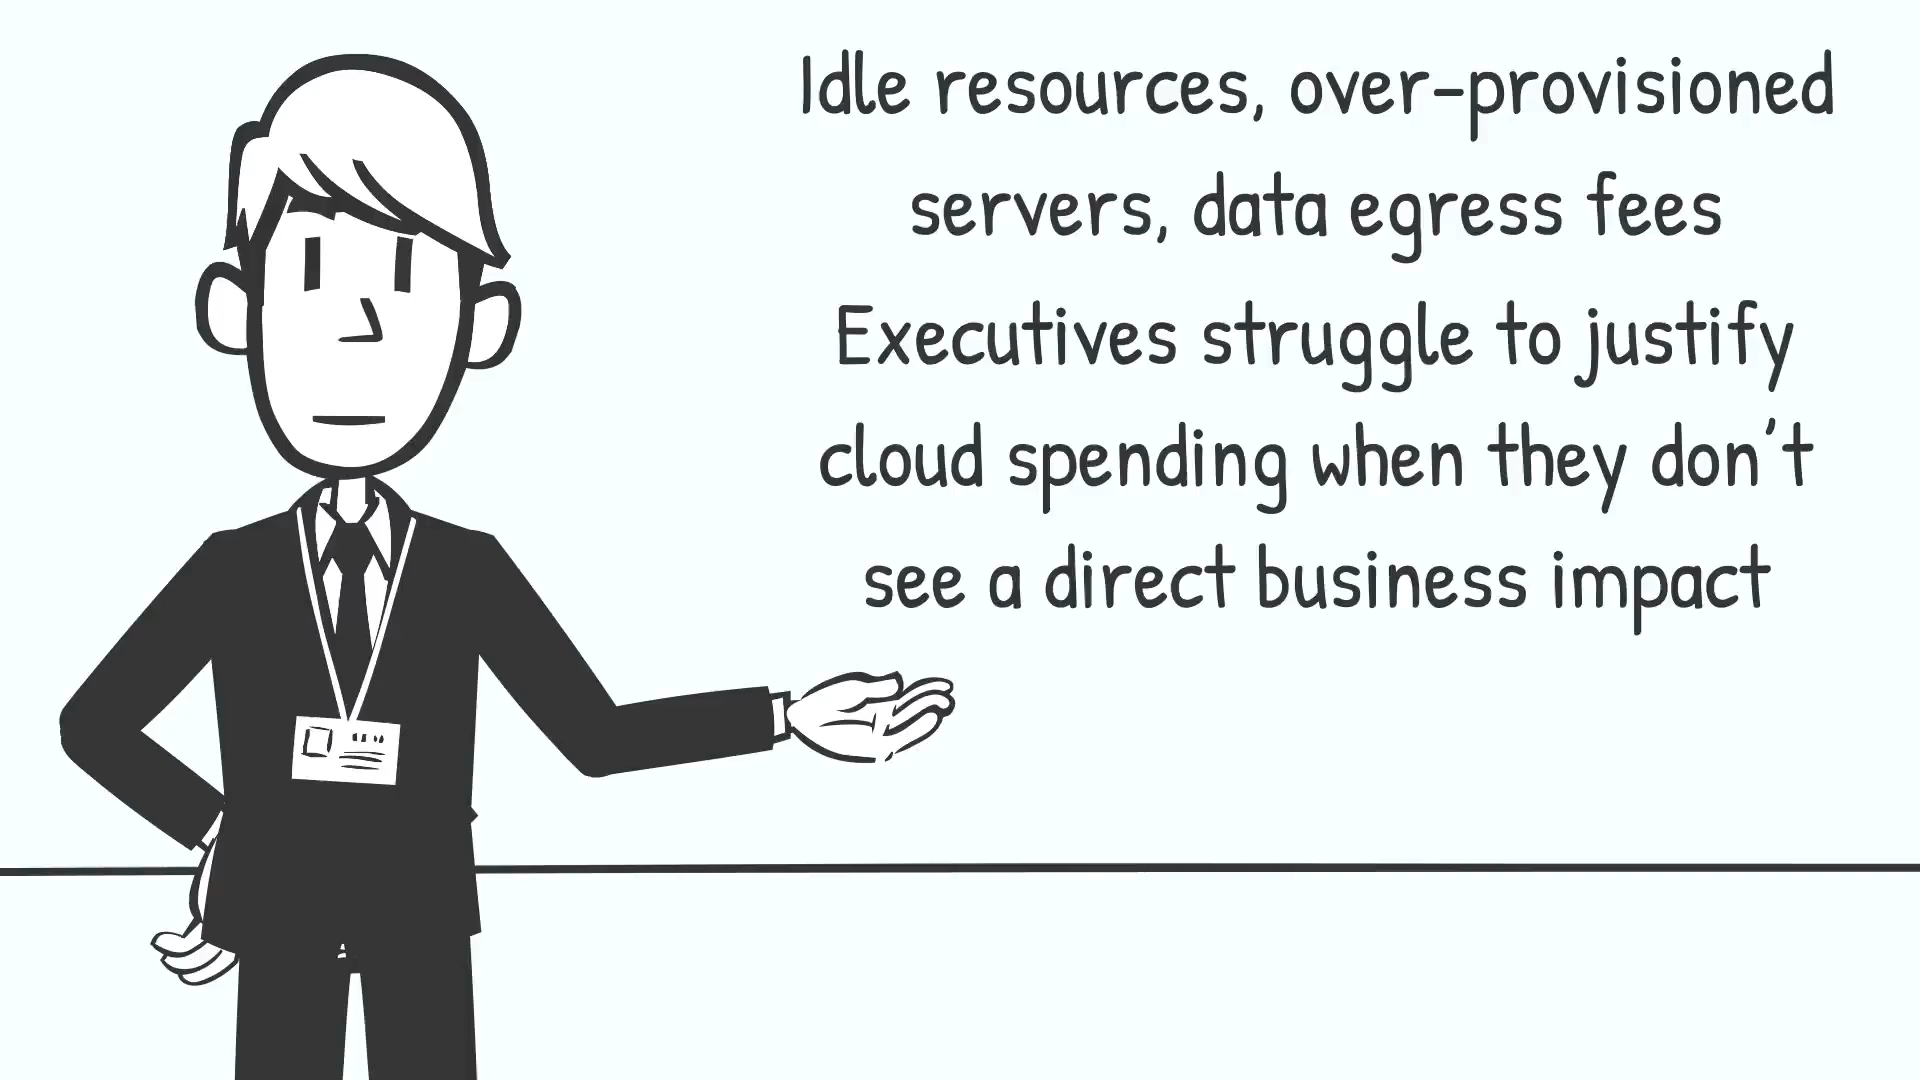 Idle resources, over-provisioned
servers, data egress fees
Executives struggle to justify
cloud spending when they don't
see a direct business impact